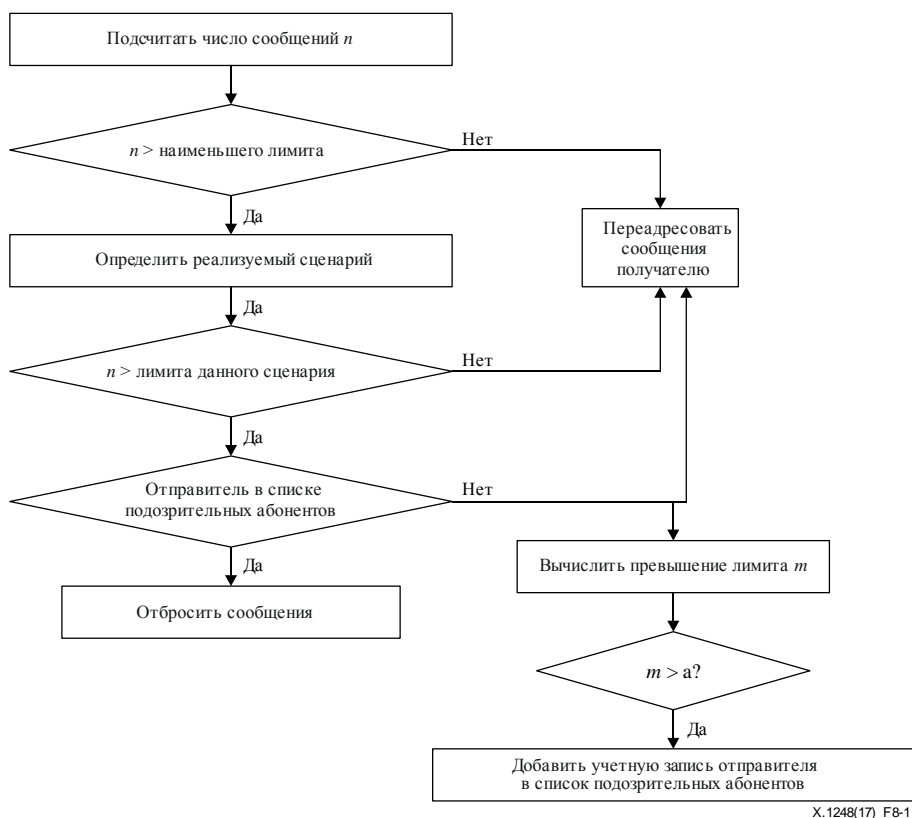 Подсчитать число сообщений n
n > наименьшего лимита
Нет
Да
Переадресовать
сообщения
получателю
Определить реализуемый сценарий
Да
n > лимита данного сценария
Нет
Да
Отправитель в списке
подозрительных абонентов
Нет
Да
Вычислить превышение лимита m
Отбросить сообщения
m > a?
Да
Добавить учетную запись отправителя
в список подозрительных абонентов
X.1248(17)_F8-1